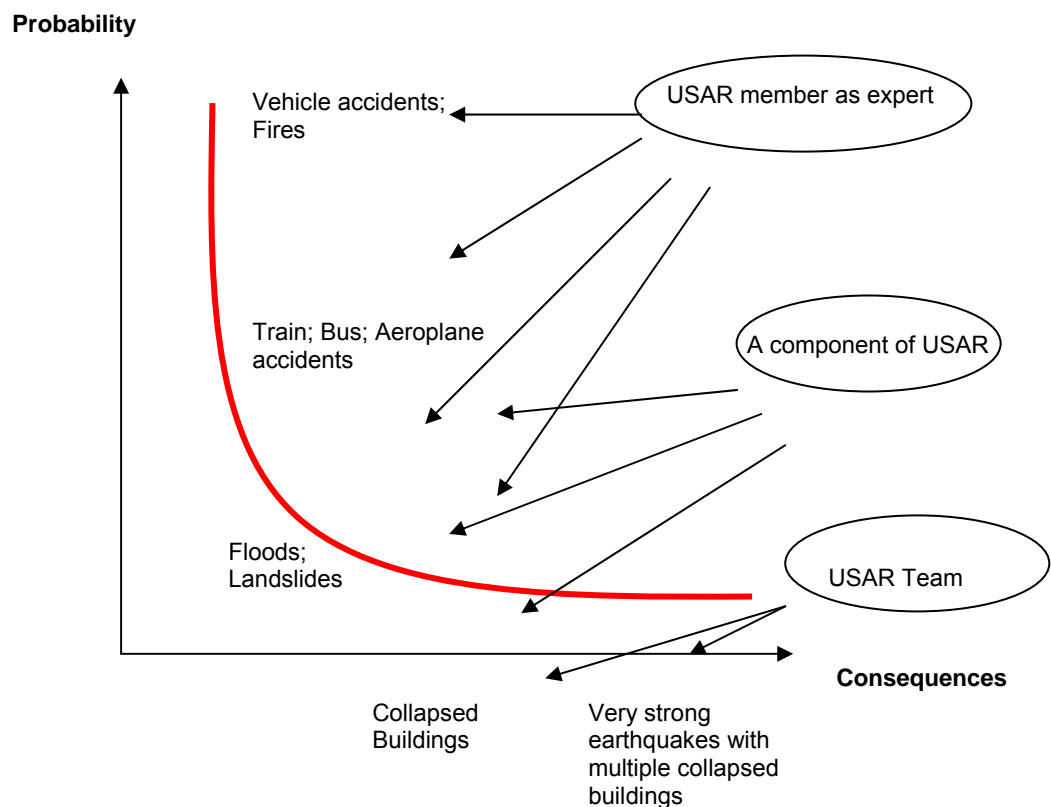 Probability
Vehicle accidents;
Fires
USAR member as expert
Train; Bus; Aeroplane
accidents
A component of USAR
Floods;
Landslides
USAR Team
Consequences
Collapsed
Buildings
Very strong
earthquakes with
multiple collapsed
buildings